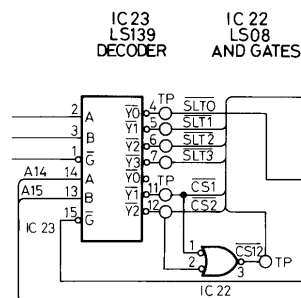 IC 23 IC 22
LS139 LS08
DECODER AND GATES
2 A Y0 4 TP SLT0
3 B Y1 5 SLT1
Y2 6 SLT2
1 G Y3 7 SLT3
A14 14 A Y0 TP
A15 13 B Y1 11 CS1
Y2 12 CS2
IC 23 15 G
1
2 3 CS12 TP
IC 22